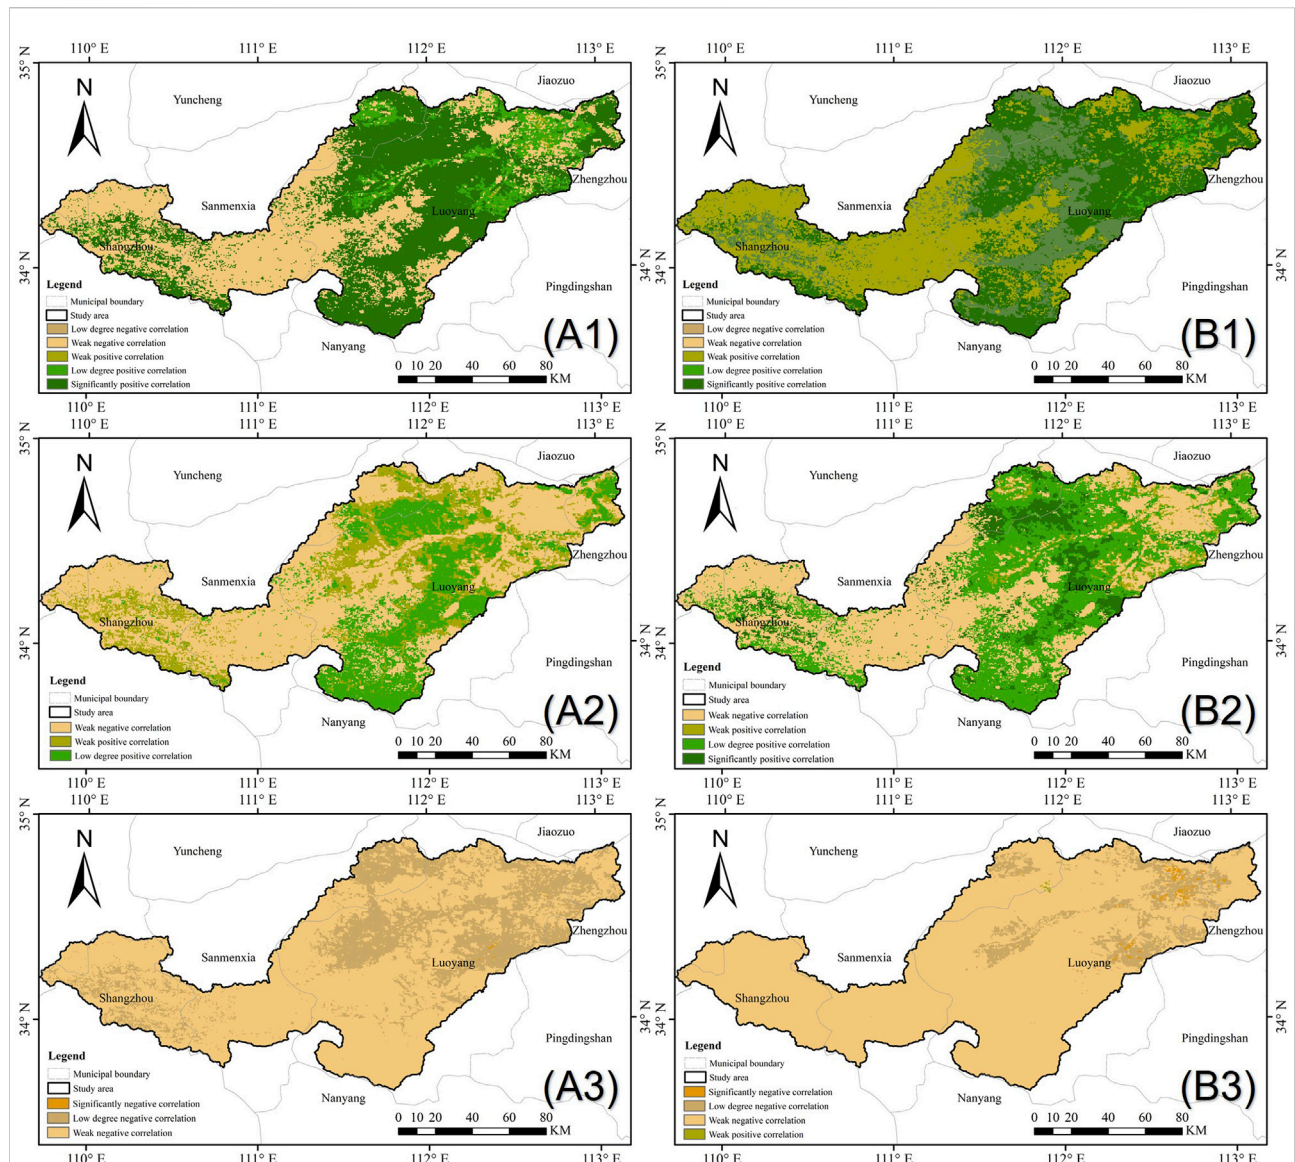 110° E 111° E 112° E 113° E
110° E 111° E 112° E 113° E
35° N
Jiaozuo
Yuncheng
N
Zhengzhou
Sanmenxia
Luoyang
Shangzhou
34° N
Pingdingshan
Nanyang
Legend
Municipal boundary
Study area
Low degree negative correlation
Weak negative correlation
Weak positive correlation
Low degree positive correlation
Significantly positive correlation
(A1)
0 10 20 40 60 80
KM
35° N
Jiaozuo
Yuncheng
N
Zhengzhou
Sanmenxia
Luoyang
Shangzhou
34° N
34° N
Pingdingshan
Nanyang
Legend
Municipal boundary
Study area
Low degree negative correlation
Weak negative correlation
Weak positive correlation
Low degree positive correlation
Significantly positive correlation
(B1)
0 10 20 40 60 80
KM
110° E 111° E 112° E 113° E
110° E 111° E 112° E 113° E
35° N
Jiaozuo
Yuncheng
N
Zhengzhou
Sanmenxia
Luoyang
Shangzhou
34° N
Pingdingshan
Nanyang
Legend
Municipal boundary
Study area
Weak negative correlation
Weak positive correlation
Low degree positive correlation
(A2)
0 10 20 40 60 80
KM
35° N
Jiaozuo
Yuncheng
N
Zhengzhou
Sanmenxia
Luoyang
Shangzhou
34° N
34° N
Pingdingshan
Nanyang
Legend
Municipal boundary
Study area
Weak negative correlation
Weak positive correlation
Low degree positive correlation
Significantly positive correlation
(B2)
0 10 20 40 60 80
KM
110° E 111° E 112° E 113° E
110° E 111° E 112° E 113° E
35° N
Jiaozuo
Yuncheng
N
Zhengzhou
Sanmenxia
Luoyang
Shangzhou
34° N
Pingdingshan
Nanyang
Legend
Municipal boundary
Study area
Significantly negative correlation
Low degree negative correlation
Weak negative correlation
(A3)
0 10 20 40 60 80
KM
35° N
Jiaozuo
Yuncheng
N
Zhengzhou
Sanmenxia
Luoyang
Shangzhou
34° N
34° N
Pingdingshan
Nanyang
Legend
Municipal boundary
Study area
Significantly negative correlation
Low degree negative correlation
Weak negative correlation
Weak positive correlation
(B3)
0 10 20 40 60 80
KM
110° E 111° E 112° E 113° E
110° E 111° E 112° E 113° E